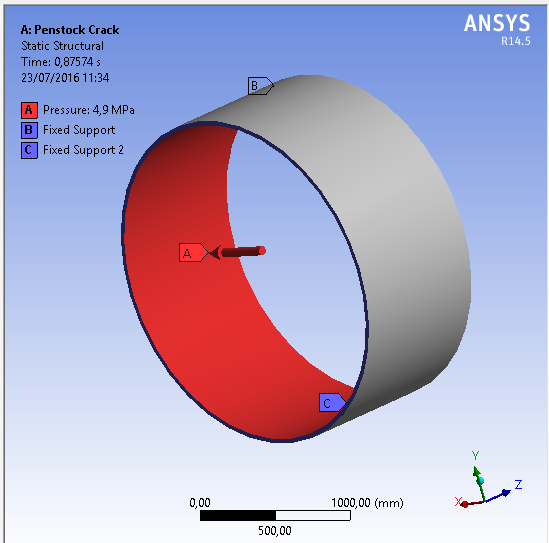 A: Penstock Crack
Static Structural
Time: 0,87574 s
23/07/2016 11:34
A Pressure: 4,9 MPa
B Fixed Support
C Fixed Support 2
ANSYS
R14.5
B
A
C
Y
Z
X
0,00 1000,00 (mm)
500,00